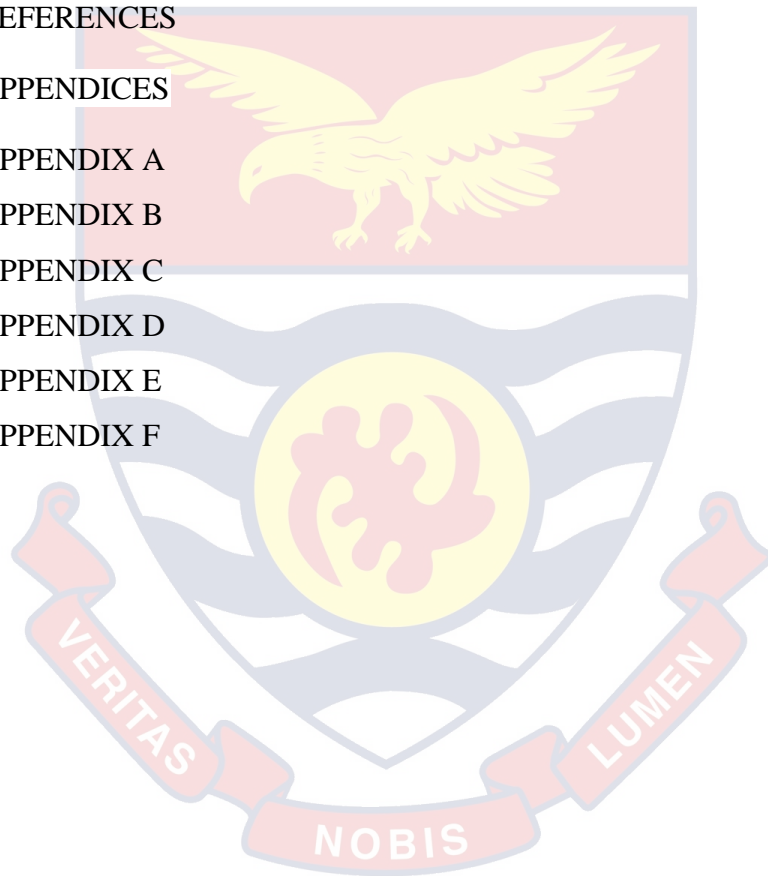 EFERENCES
PPENDICES
PPENDIX A
PPENDIX B
PPENDIX C
PPENDIX D
PPENDIX E
PPENDIX F
VERITAS
NOBIS
LUMEN